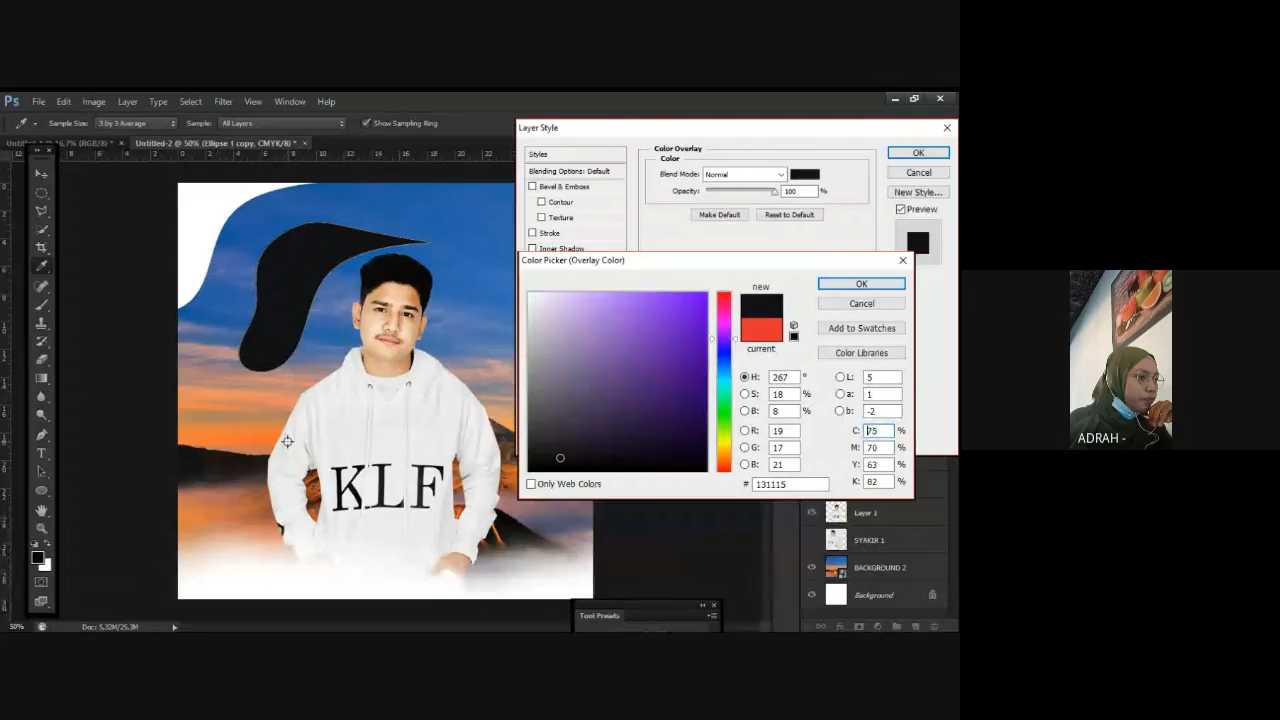 Ps File Edit Image Layer Type Select Filter View Window Help
Sample Size: 3 by 3 Average Sample: All Layers Show Sampling Ring
Untitled-2 @ 50% (Ellipse 1 copy, CMYK/8) *
Layer Style
Styles
Blending Options: Default
Bevel & Emboss
Contour
Texture
Stroke
Inner Shadow
Color Overlay
Color
Blend Mode: Normal
Opacity: 100 %
Make Default Reset to Default
OK
Cancel
New Style...
Preview
Color Picker (Overlay Color)
new
current
OK
Cancel
Add to Swatches
Color Libraries
H: 267 °
S: 18 %
B: 8 %
R: 19
G: 17
B: 21
L: 5
a: 1
b: -2
C: 75 %
M: 70 %
Y: 63 %
K: 82 %
# 131115
Only Web Colors
KLF
Layer 1
SYAKIR 1
BACKGROUND 2
Background
Tool Presets
50% Doc: 5.32M/25.3M
ADRAH -